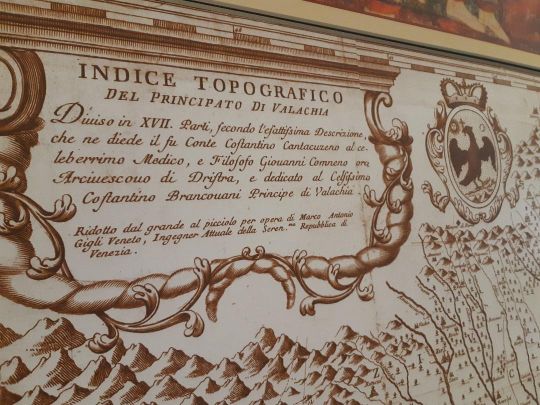 INDICE TOPOGRAFICO
DEL PRINCIPATO DI VALACHIA
Diuiso in XVII. Parti, secondo l'esattissima Descrizione,
che ne diede il fu Conte Costantino Cantacuzeno al ce-
leberrimo Medico, e Filosofo Giouanni Comneno ora
Arciuescouo di Dristra, e dedicato al Celsissimo
Costantino Brancouani Principe di Valachia
Ridotto dal grande al picciolo per opera di Marco Antonio
Gigli Veneto, Ingegner Attuale della Seren.ma Republica di
Venezia.